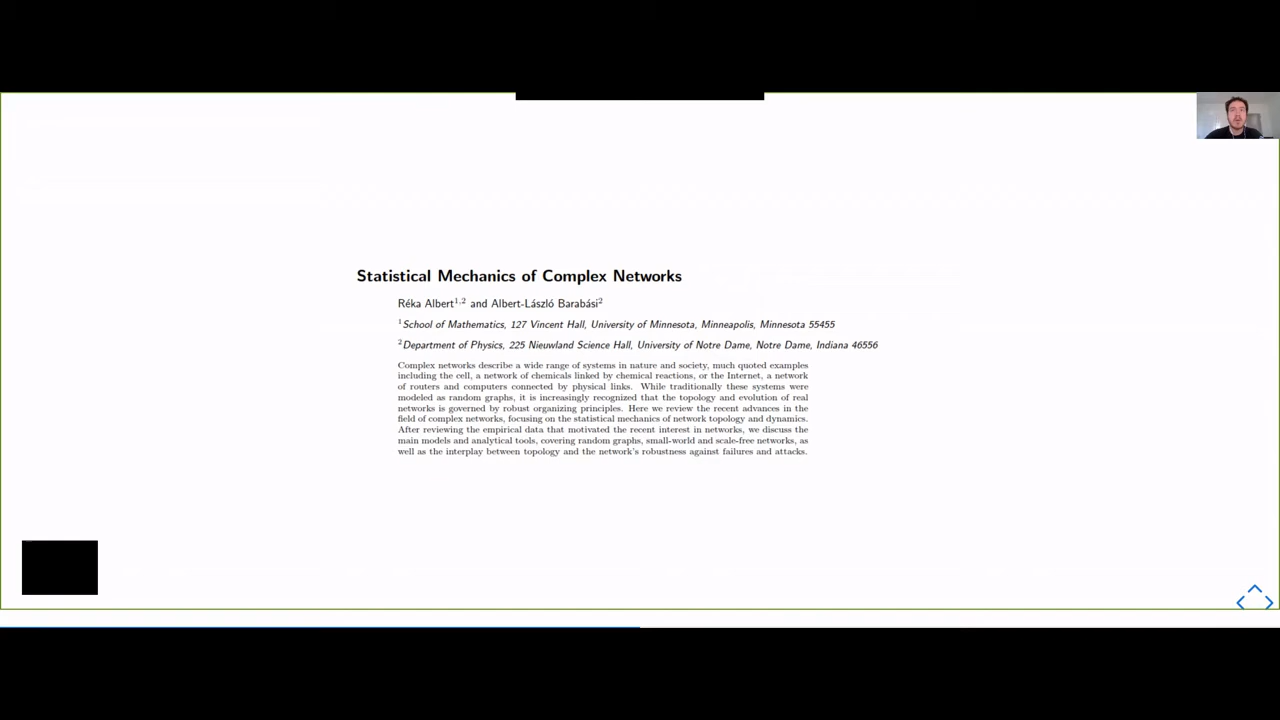 Statistical Mechanics of Complex Networks
Réka Albert1,2 and Albert-László Barabási2
1School of Mathematics, 127 Vincent Hall, University of Minnesota, Minneapolis, Minnesota 55455
2Department of Physics, 225 Nieuwland Science Hall, University of Notre Dame, Notre Dame, Indiana 46556
Complex networks describe a wide range of systems in nature and society, much quoted examples
including the cell, a network of chemicals linked by chemical reactions, or the Internet, a network
of routers and computers connected by physical links. While traditionally these systems were
modeled as random graphs, it is increasingly recognized that the topology and evolution of real
networks is governed by robust organizing principles. Here we review the recent advances in the
field of complex networks, focusing on the statistical mechanics of network topology and dynamics.
After reviewing the empirical data that motivated the recent interest in networks, we discuss the
main models and analytical tools, covering random graphs, small-world and scale-free networks, as
well as the interplay between topology and the network's robustness against failures and attacks.